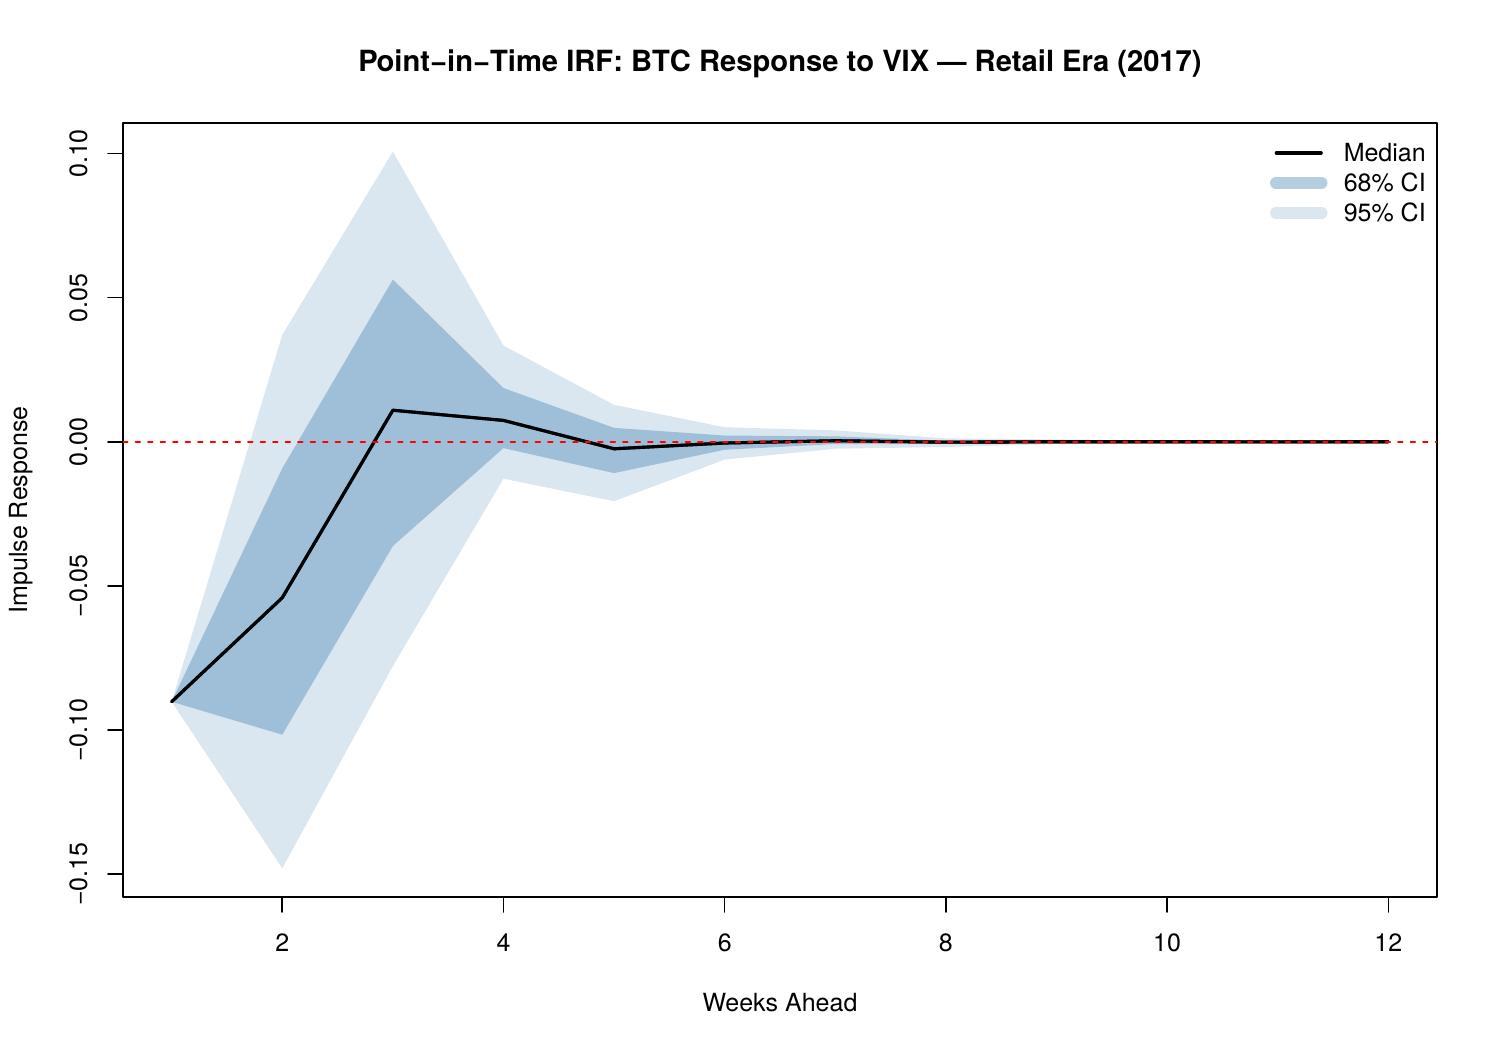 Point−in−Time IRF: BTC Response to VIX — Retail Era (2017)
Median
68% CI
95% CI
Impulse Response
0.10
0.05
0.00
−0.05
−0.10
−0.15
2 4 6 8 10 12
Weeks Ahead